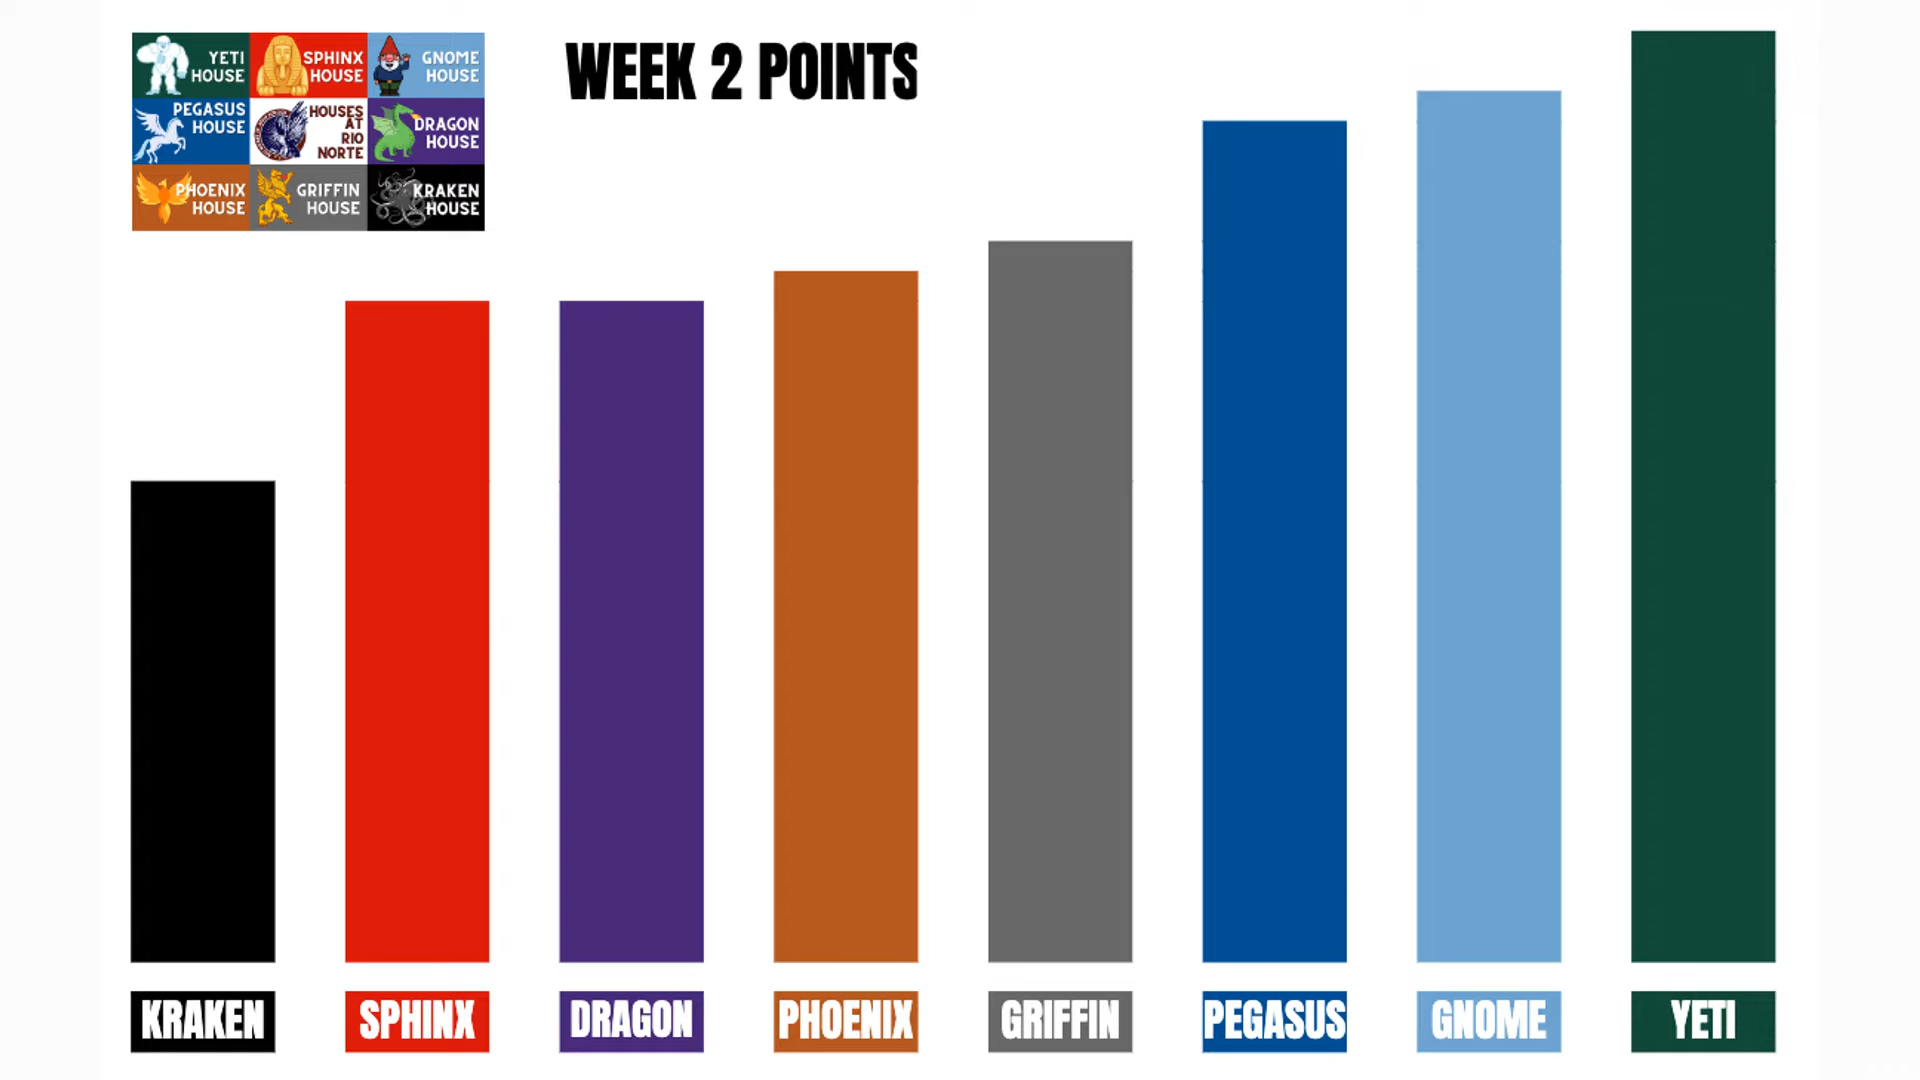 YETI
HOUSE
SPHINX
HOUSE
GNOME
HOUSE
PEGASUS
HOUSE
HOUSES
AT
RIO
NORTE
DRAGON
HOUSE
PHOENIX
HOUSE
GRIFFIN
HOUSE
KRAKEN
HOUSE
WEEK 2 POINTS
KRAKEN
SPHINX
DRAGON
PHOENIX
GRIFFIN
PEGASUS
GNOME
YETI